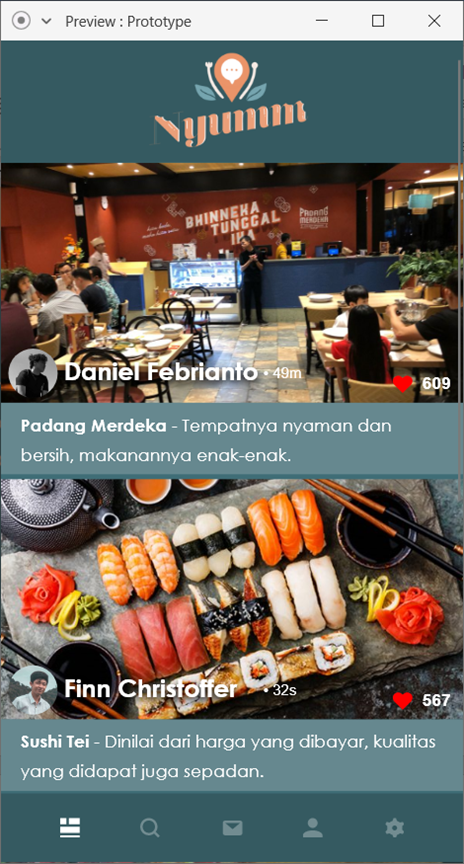 Preview : Prototype
Nyummm
BHINNEKA
TUNGGAL
IKA
PADANG
MERDEKA
Daniel Febrianto • 49m
609
Padang Merdeka - Tempatnya nyaman dan
bersih, makanannya enak-enak.
Finn Christoffer • 32s
567
Sushi Tei - Dinilai dari harga yang dibayar, kualitas
yang didapat juga sepadan.